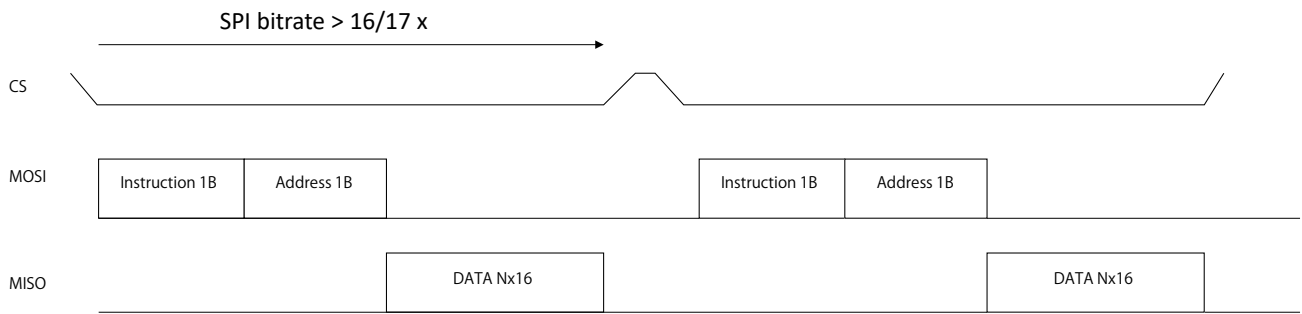 SPI bitrate > 16/17 x
CS
MOSI
Instruction 1B
Address 1B
Instruction 1B
Address 1B
MISO
DATA Nx16
DATA Nx16